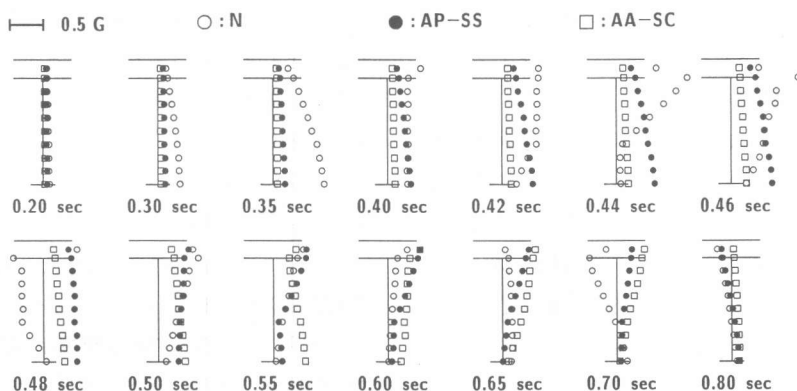 0.5 G ○ : N ● : AP-SS □ : AA-SC
0.20 sec 0.30 sec 0.35 sec 0.40 sec 0.42 sec 0.44 sec 0.46 sec
0.48 sec 0.50 sec 0.55 sec 0.60 sec 0.65 sec 0.70 sec 0.80 sec